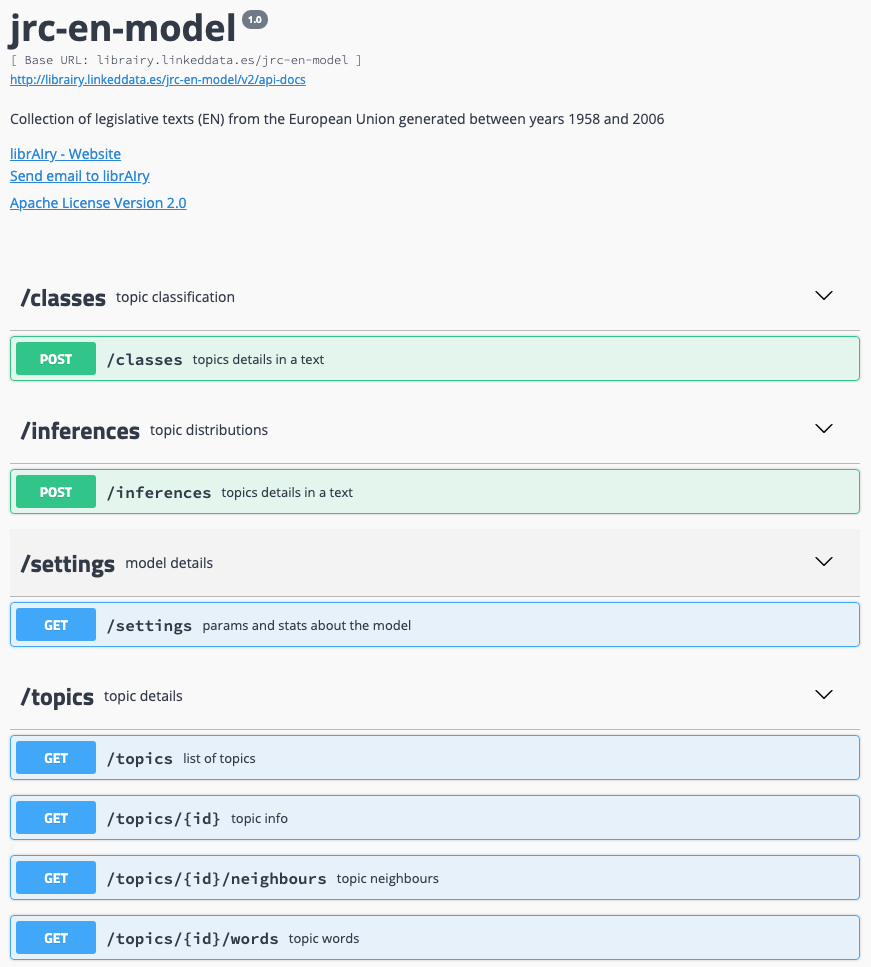 jrc-en-model 1.0
[ Base URL: librairy.linkeddata.es/jrc-en-model ]
http://librairy.linkeddata.es/jrc-en-model/v2/api-docs
Collection of legislative texts (EN) from the European Union generated between years 1958 and 2006
librAIry - Website
Send email to librAIry
Apache License Version 2.0
/classes topic classification
POST /classes topics details in a text
/inferences topic distributions
POST /inferences topics details in a text
/settings model details
GET /settings params and stats about the model
/topics topic details
GET /topics list of topics
GET /topics/{id} topic info
GET /topics/{id}/neighbours topic neighbours
GET /topics/{id}/words topic words